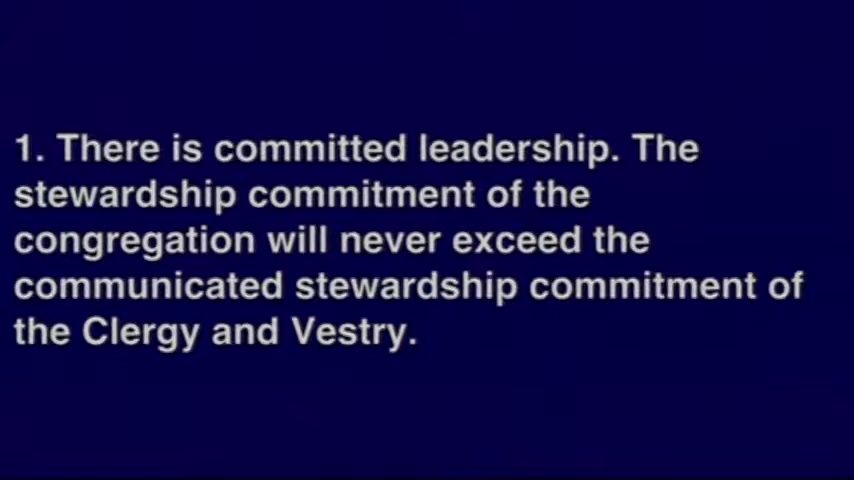 1. There is committed leadership. The
stewardship commitment of the
congregation will never exceed the
communicated stewardship commitment of
the Clergy and Vestry.